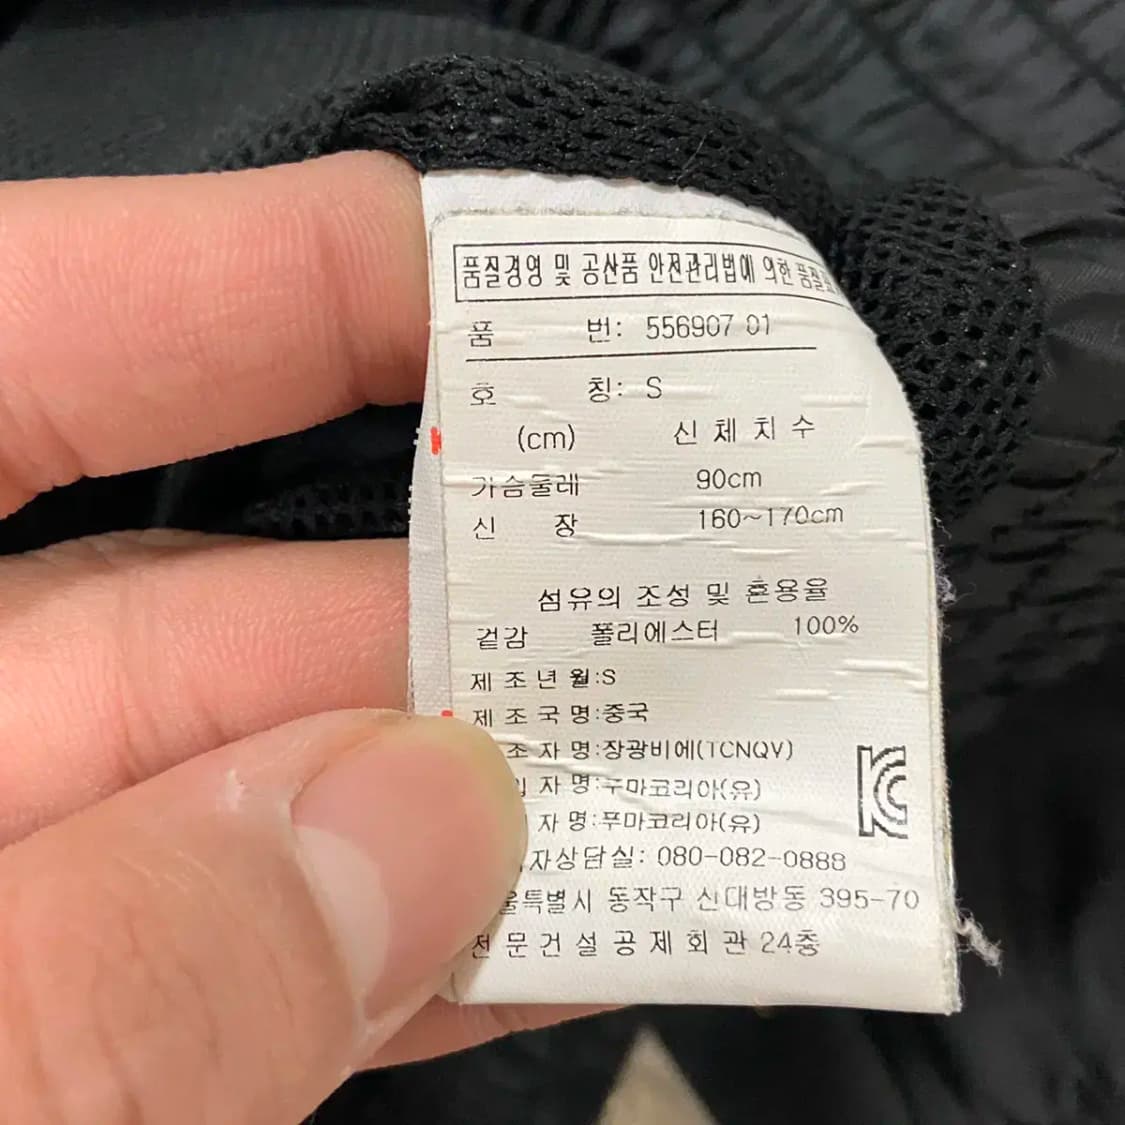 품질경영 및 공산품 안전관리법에 의한
품 번: 556907 01
호 칭: S
(cm) 신 체 치 수
가슴둘레 90cm
신 장 160~170cm
섬유의 조성 및 혼용율
겉감 폴리에스터 100%
제 조 년 월:S
제 조 국 명:중국
조 자 명:장광비에(TCNQV)
자 명:푸마코리아(유)
자 명:푸마코리아(유)
자상담실: 080-082-0888
울특별시 동작구 신대방동 395-70
전 문 건 설 공 제 회 관 24층